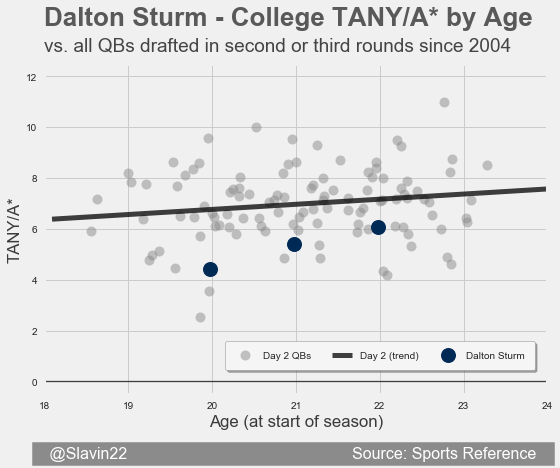 Dalton Sturm - College TANY/A* by Age
vs. all QBs drafted in second or third rounds since 2004
12
10
8
6
4
2
0
TANY/A*
Day 2 QBs
Day 2 (trend)
Dalton Sturm
18 19 20 21 22 23 24
Age (at start of season)
@Slavin22
Source: Sports Reference